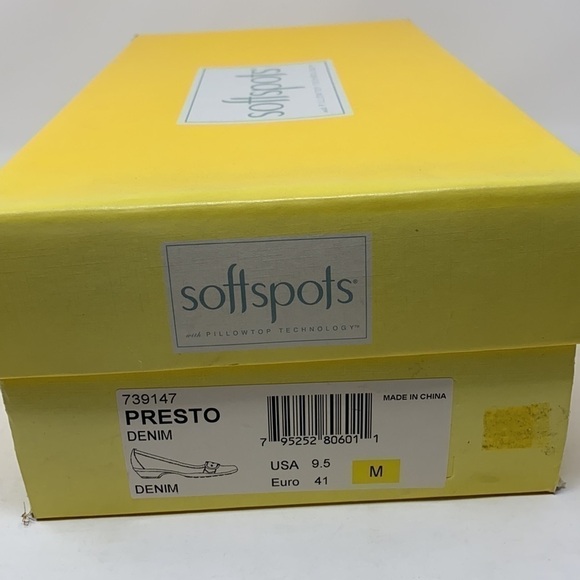 softspots
softspots®
with PILLOWTOP TECHNOLOGY™
739147
PRESTO
DENIM
DENIM
7 95252 80601 1
USA 9.5
Euro 41
M
MADE IN CHINA